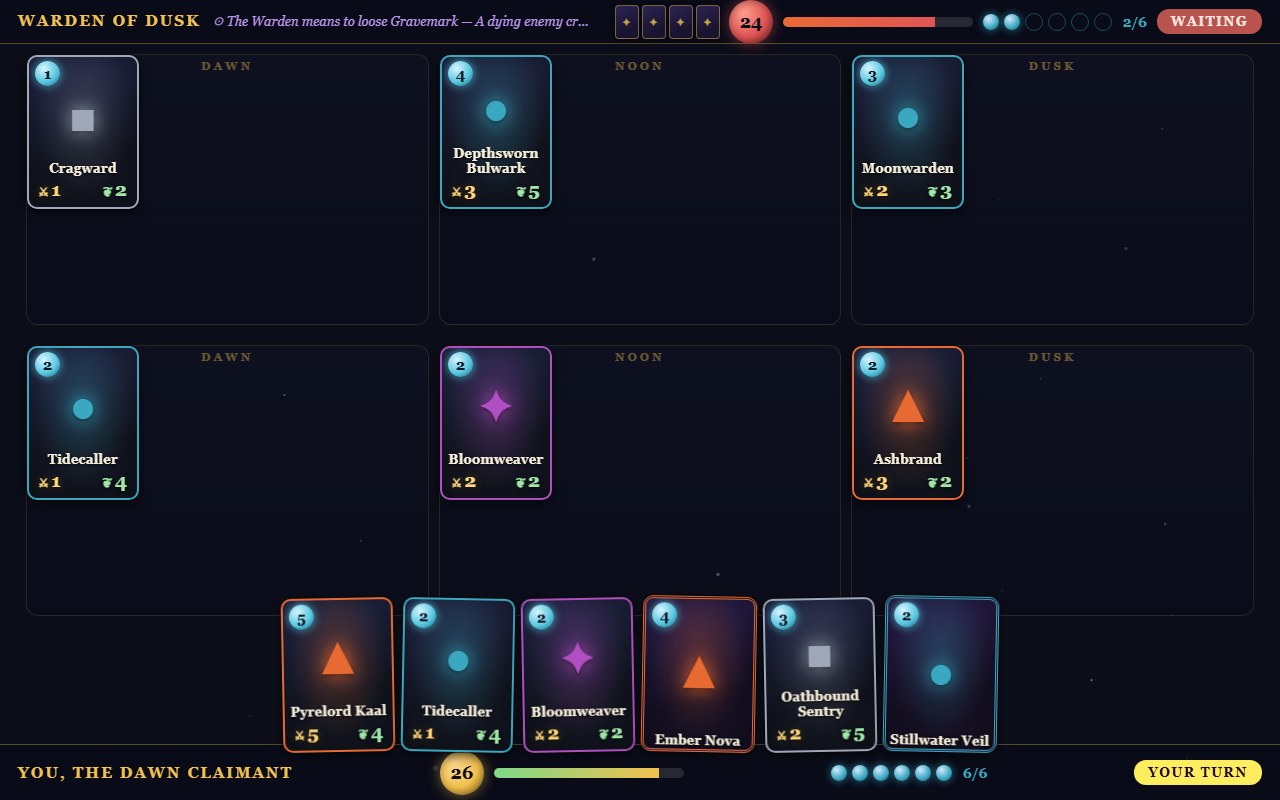 WARDEN OF DUSK
⊙ The Warden means to loose Gravemark — A dying enemy cr...
24
2/6
WAITING
DAWN
NOON
DUSK
1
Cragward
1 2
4
Depthsworn
Bulwark
3 5
3
Moonwarden
2 3
DAWN
NOON
DUSK
2
Tidecaller
1 4
2
Bloomweaver
2 2
2
Ashbrand
3 2
5
Pyrelord Kaal
5 4
2
Tidecaller
1 4
2
Bloomweaver
2 2
4
Ember Nova
3
Oathbound
Sentry
2 5
2
Stillwater Veil
YOU, THE DAWN CLAIMANT
26
6/6
YOUR TURN